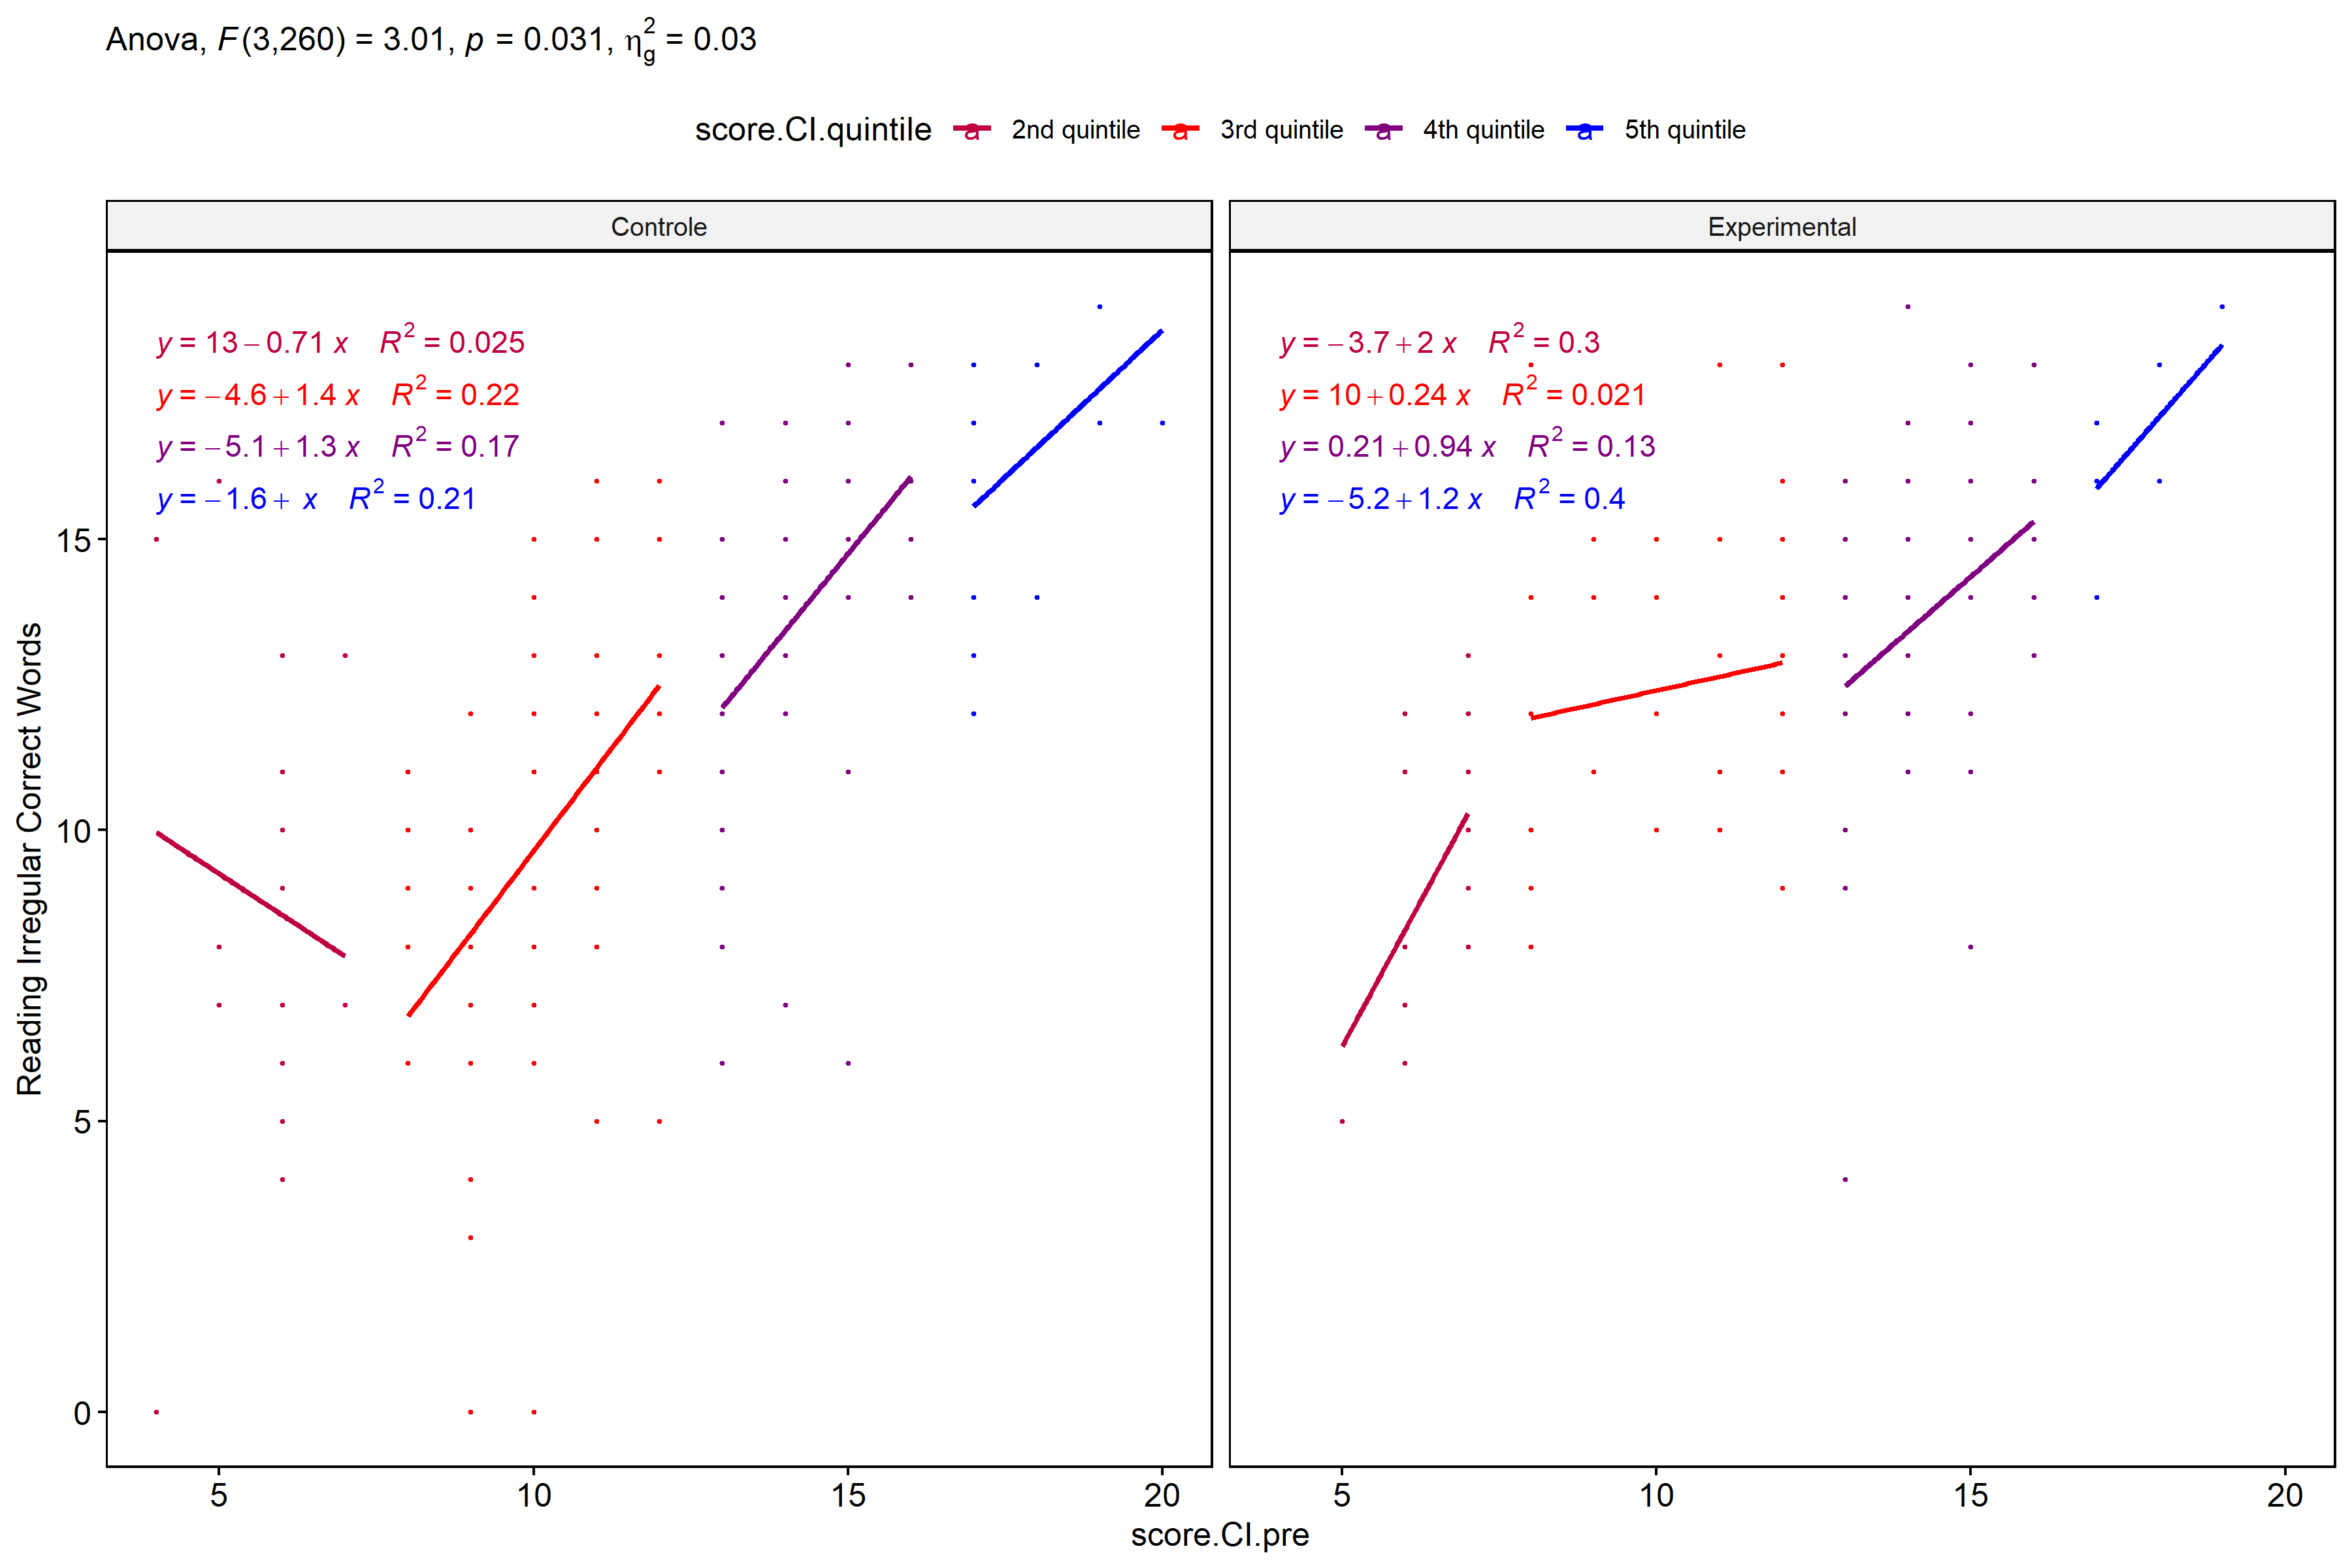 Anova, F(3,260) = 3.01, p = 0.031, η²g = 0.03
score.CI.quintile a 2nd quintile a 3rd quintile a 4th quintile a 5th quintile
Controle
Experimental
y = 13 − 0.71 x R² = 0.025
y = −4.6 + 1.4 x R² = 0.22
y = −5.1 + 1.3 x R² = 0.17
y = −1.6 + x R² = 0.21
y = −3.7 + 2 x R² = 0.3
y = 10 + 0.24 x R² = 0.021
y = 0.21 + 0.94 x R² = 0.13
y = −5.2 + 1.2 x R² = 0.4
Reading Irregular Correct Words
15
10
5
0
5 10 15 20
5 10 15 20
score.CI.pre